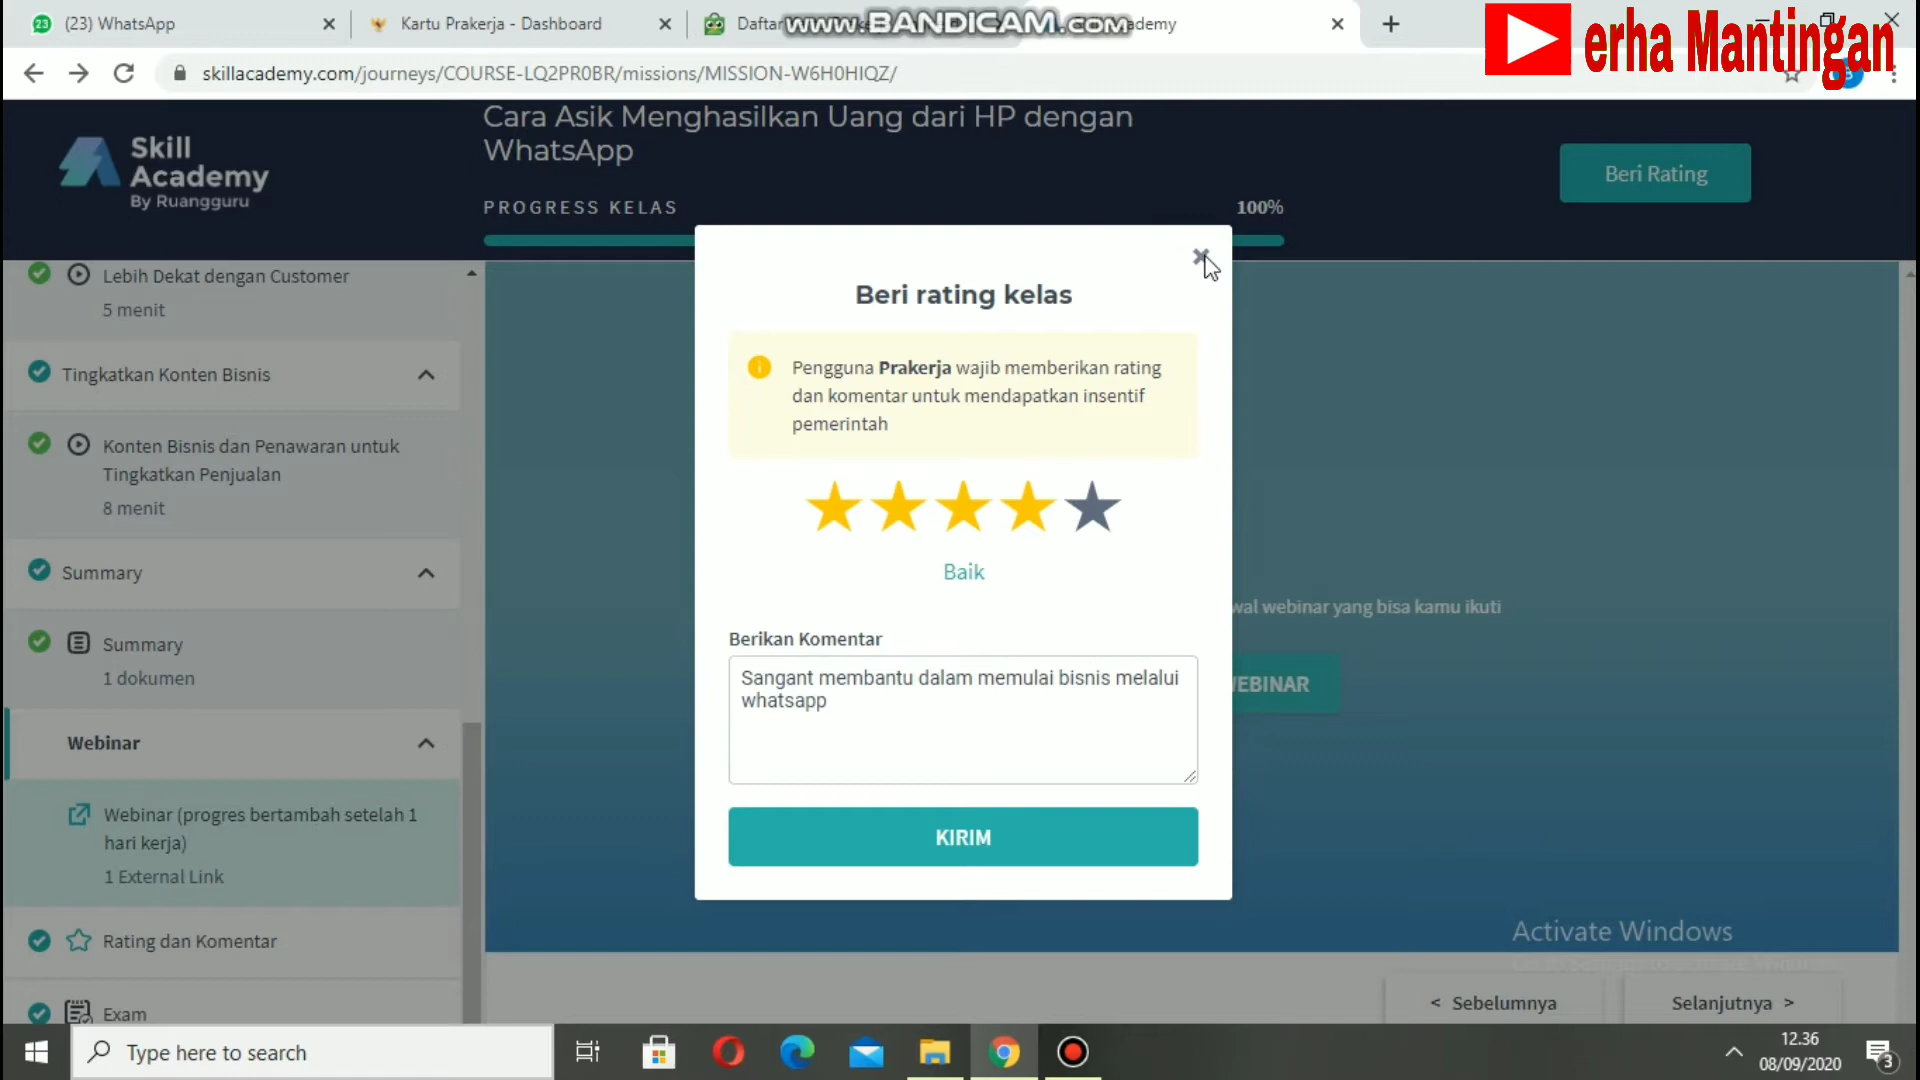 (23) WhatsApp
Kartu Prakerja - Dashboard
www.BANDICAM.com
skillacademy.com/journeys/COURSE-LQ2PR0BR/missions/MISSION-W6H0HIQZ/
erha Mantingan
Skill
Academy
By Ruangguru
Cara Asik Menghasilkan Uang dari HP dengan
WhatsApp
PROGRESS KELAS
100%
Beri Rating
Lebih Dekat dengan Customer
5 menit
Tingkatkan Konten Bisnis
Konten Bisnis dan Penawaran untuk
Tingkatkan Penjualan
8 menit
Summary
Summary
1 dokumen
Webinar
Webinar (progres bertambah setelah 1
hari kerja)
1 External Link
Rating dan Komentar
Exam
Beri rating kelas
Pengguna Prakerja wajib memberikan rating
dan komentar untuk mendapatkan insentif
pemerintah
Baik
Berikan Komentar
Sangant membantu dalam memulai bisnis melalui
whatsapp
KIRIM
webinar yang bisa kamu ikuti
WEBINAR
Activate Windows
< Sebelumnya
Selanjutnya >
Type here to search
12.36
08/09/2020
3